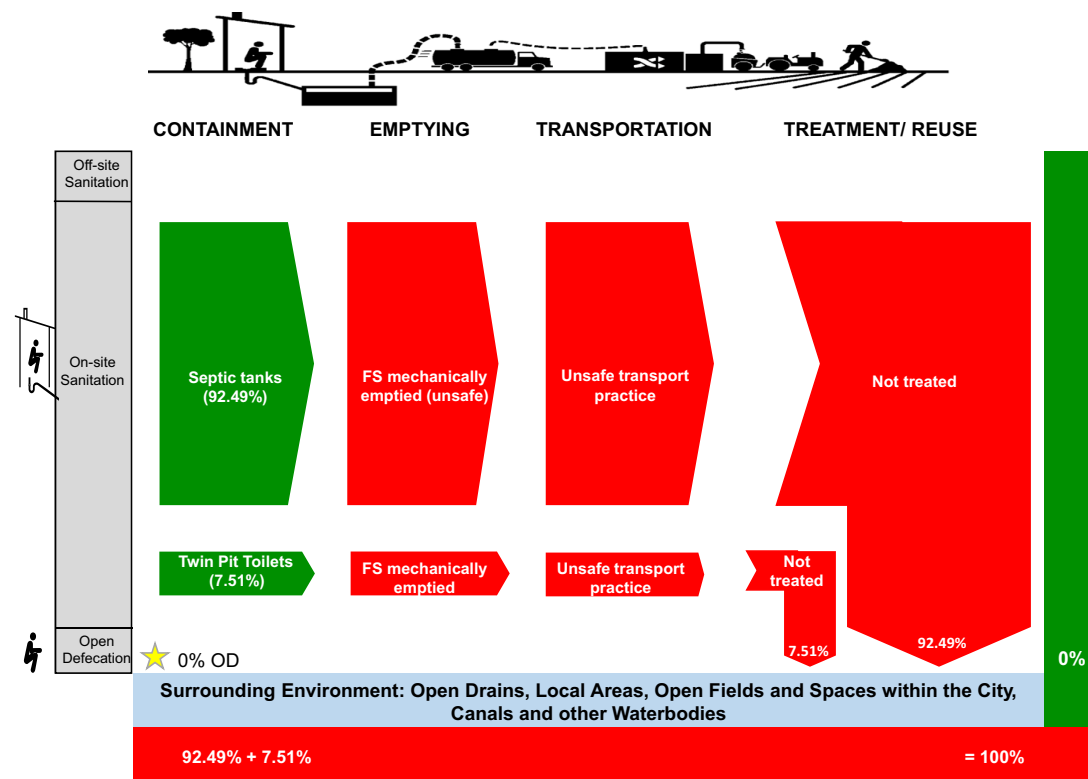 CONTAINMENT
EMPTYING
TRANSPORTATION
TREATMENT/ REUSE
Off-site
Sanitation
On-site
Sanitation
Septic tanks
(92.49%)
FS mechanically
emptied (unsafe)
Unsafe transport
practice
Not treated
Twin Pit Toilets
(7.51%)
FS mechanically
emptied
Unsafe transport
practice
Not
treated
7.51%
92.49%
0%
Open
Defecation
0% OD
Surrounding Environment: Open Drains, Local Areas, Open Fields and Spaces within the City,
Canals and other Waterbodies
92.49% + 7.51%
= 100%